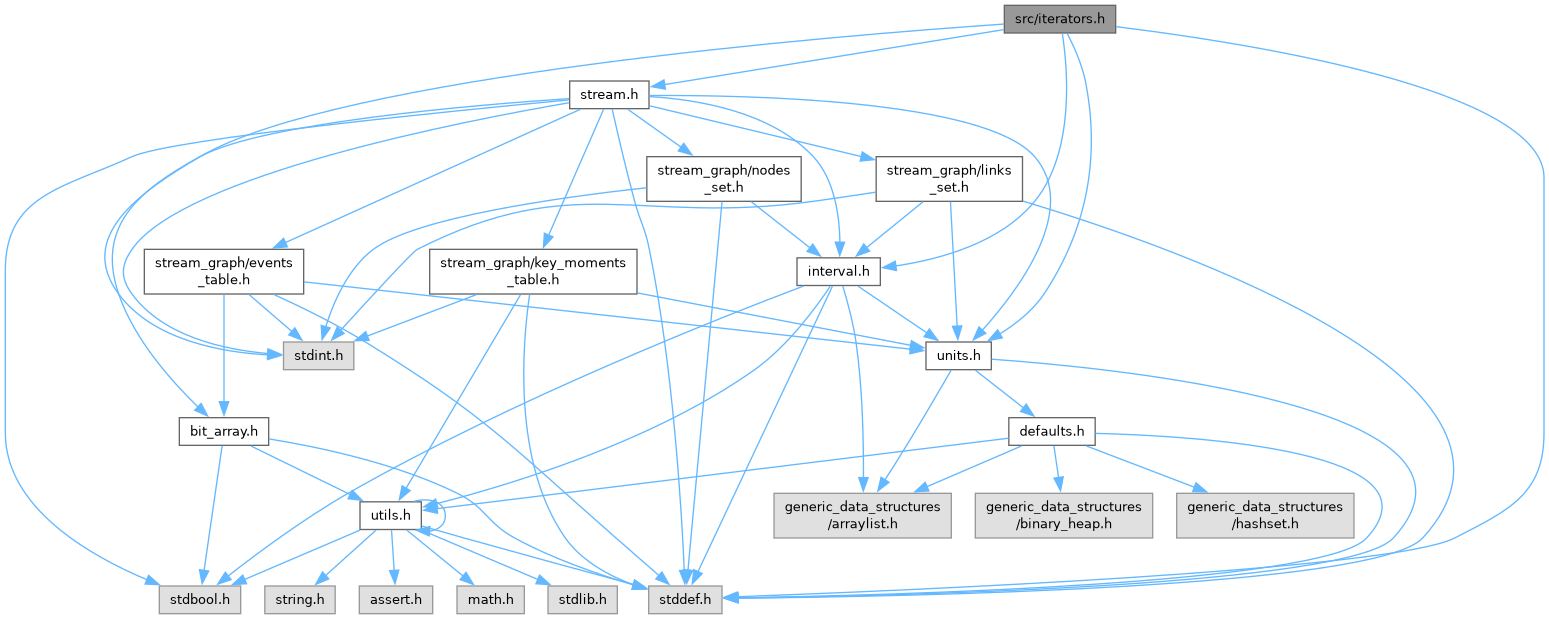 src/iterators.h
stream.h
stream_graph/nodes
_set.h
stream_graph/links
_set.h
stream_graph/events
_table.h
stream_graph/key_moments
_table.h
interval.h
stdint.h
units.h
bit_array.h
defaults.h
utils.h
generic_data_structures
/arraylist.h
generic_data_structures
/binary_heap.h
generic_data_structures
/hashset.h
stdbool.h
string.h
assert.h
math.h
stdlib.h
stddef.h